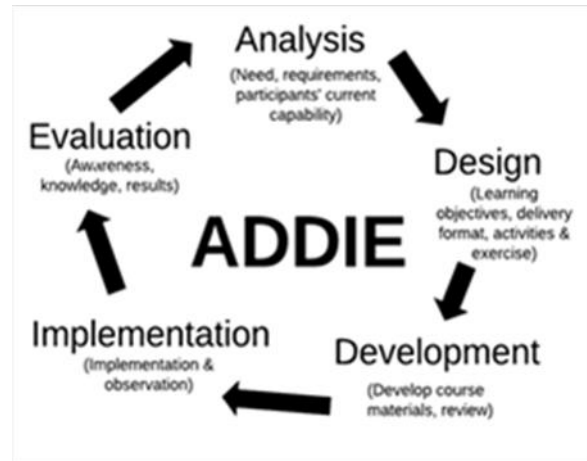 Analysis
(Need, requirements,
participants' current
capability)
Design
(Learning
objectives, delivery
format, activities &
exercise)
Development
(Develop course
materials, review)
Implementation
(Implementation &
observation)
Evaluation
(Awareness,
knowledge, results)
ADDIE